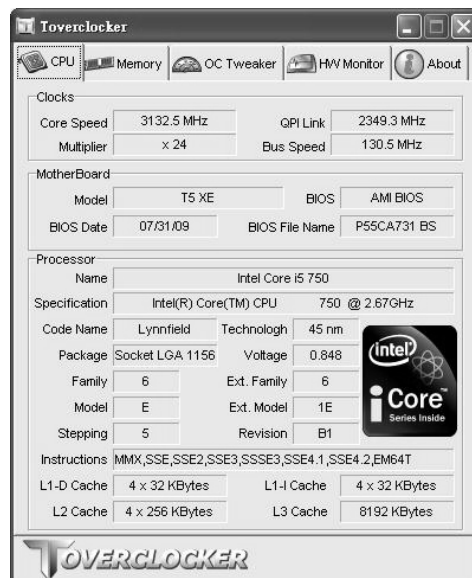 Toverclocker
CPU Memory OC Tweaker HW Monitor About
Clocks
Core Speed 3132.5 MHz QPI Link 2349.3 MHz
Multiplier x 24 Bus Speed 130.5 MHz
MotherBoard
Model T5 XE BIOS AMI BIOS
BIOS Date 07/31/09 BIOS File Name P55CA731 BS
Processor
Name Intel Core i5 750
Specification Intel(R) Core(TM) CPU 750 @ 2.67GHz
Code Name Lynnfield Technologh 45 nm
Package Socket LGA 1156 Voltage 0.848
Family 6 Ext. Family 6
Model E Ext. Model 1E
Stepping 5 Revision B1
intel
Core
Series Inside
Instructions MMX,SSE,SSE2,SSE3,SSSE3,SSE4.1,SSE4.2,EM64T
L1-D Cache 4 x 32 KBytes L1-I Cache 4 x 32 KBytes
L2 Cache 4 x 256 KBytes L3 Cache 8192 KBytes
TOVERCLOCKER